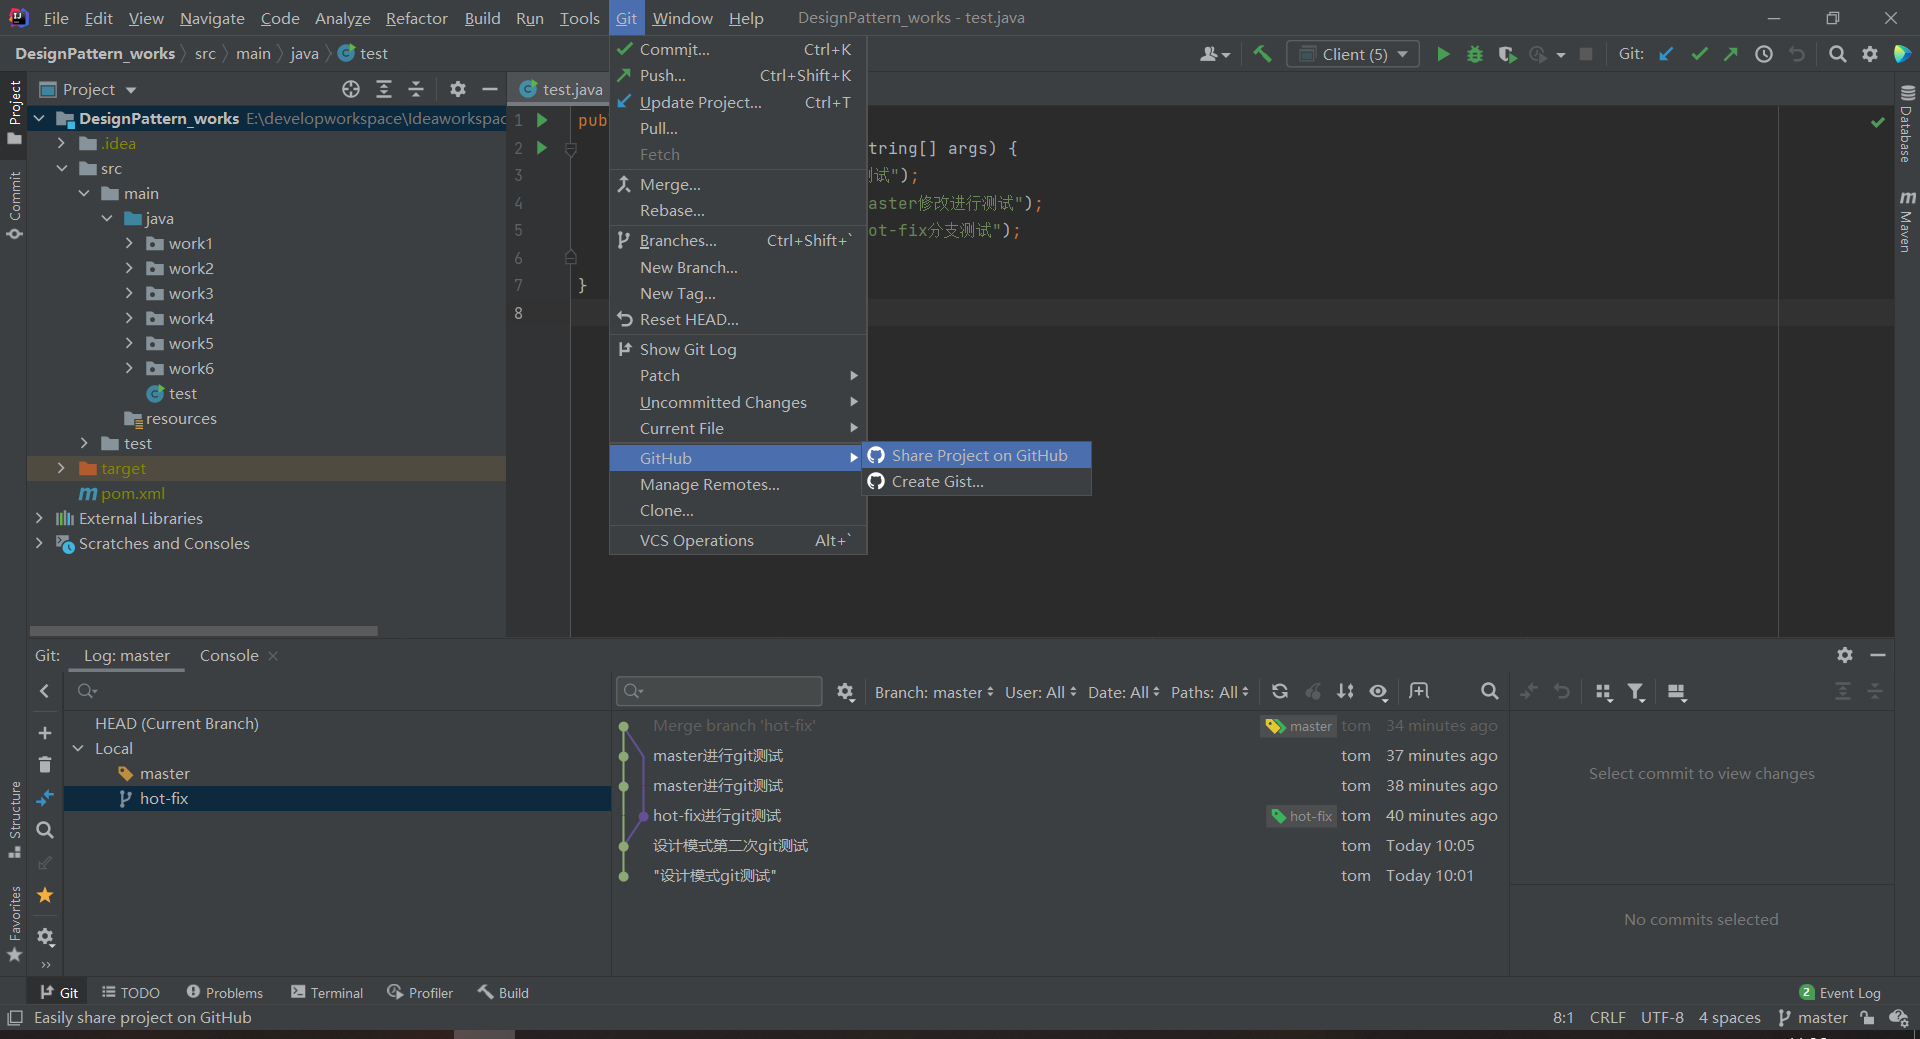 File Edit View Navigate Code Analyze Refactor Build Run Tools Git Window Help DesignPattern_works - test.java
DesignPattern_works src main java test
Client (5) Git:
Project
Project
Commit
Structure
Favorites
DesignPattern_works E:\developworkspace\Ideaworkspac
.idea
src
main
java
work1
work2
work3
work4
work5
work6
test
resources
test
target
pom.xml
External Libraries
Scratches and Consoles
test.java
1 pub
2 tring[] args) {
3 测试");
4 aster修改进行测试");
5 ot-fix分支测试");
6
7 }
8
Commit... Ctrl+K
Push... Ctrl+Shift+K
Update Project... Ctrl+T
Pull...
Fetch
Merge...
Rebase...
Branches... Ctrl+Shift+`
New Branch...
New Tag...
Reset HEAD...
Show Git Log
Patch
Uncommitted Changes
Current File
GitHub
Manage Remotes...
Clone...
VCS Operations Alt+`
Share Project on GitHub
Create Gist...
Database
Maven
Git: Log: master Console
HEAD (Current Branch)
Local
master
hot-fix
Branch: master User: All Date: All Paths: All
Merge branch 'hot-fix' master tom 34 minutes ago
master进行git测试 tom 37 minutes ago
master进行git测试 tom 38 minutes ago
hot-fix进行git测试 hot-fix tom 40 minutes ago
设计模式第二次git测试 tom Today 10:05
"设计模式git测试" tom Today 10:01
Select commit to view changes
No commits selected
Git TODO Problems Terminal Profiler Build 2 Event Log
Easily share project on GitHub 8:1 CRLF UTF-8 4 spaces master